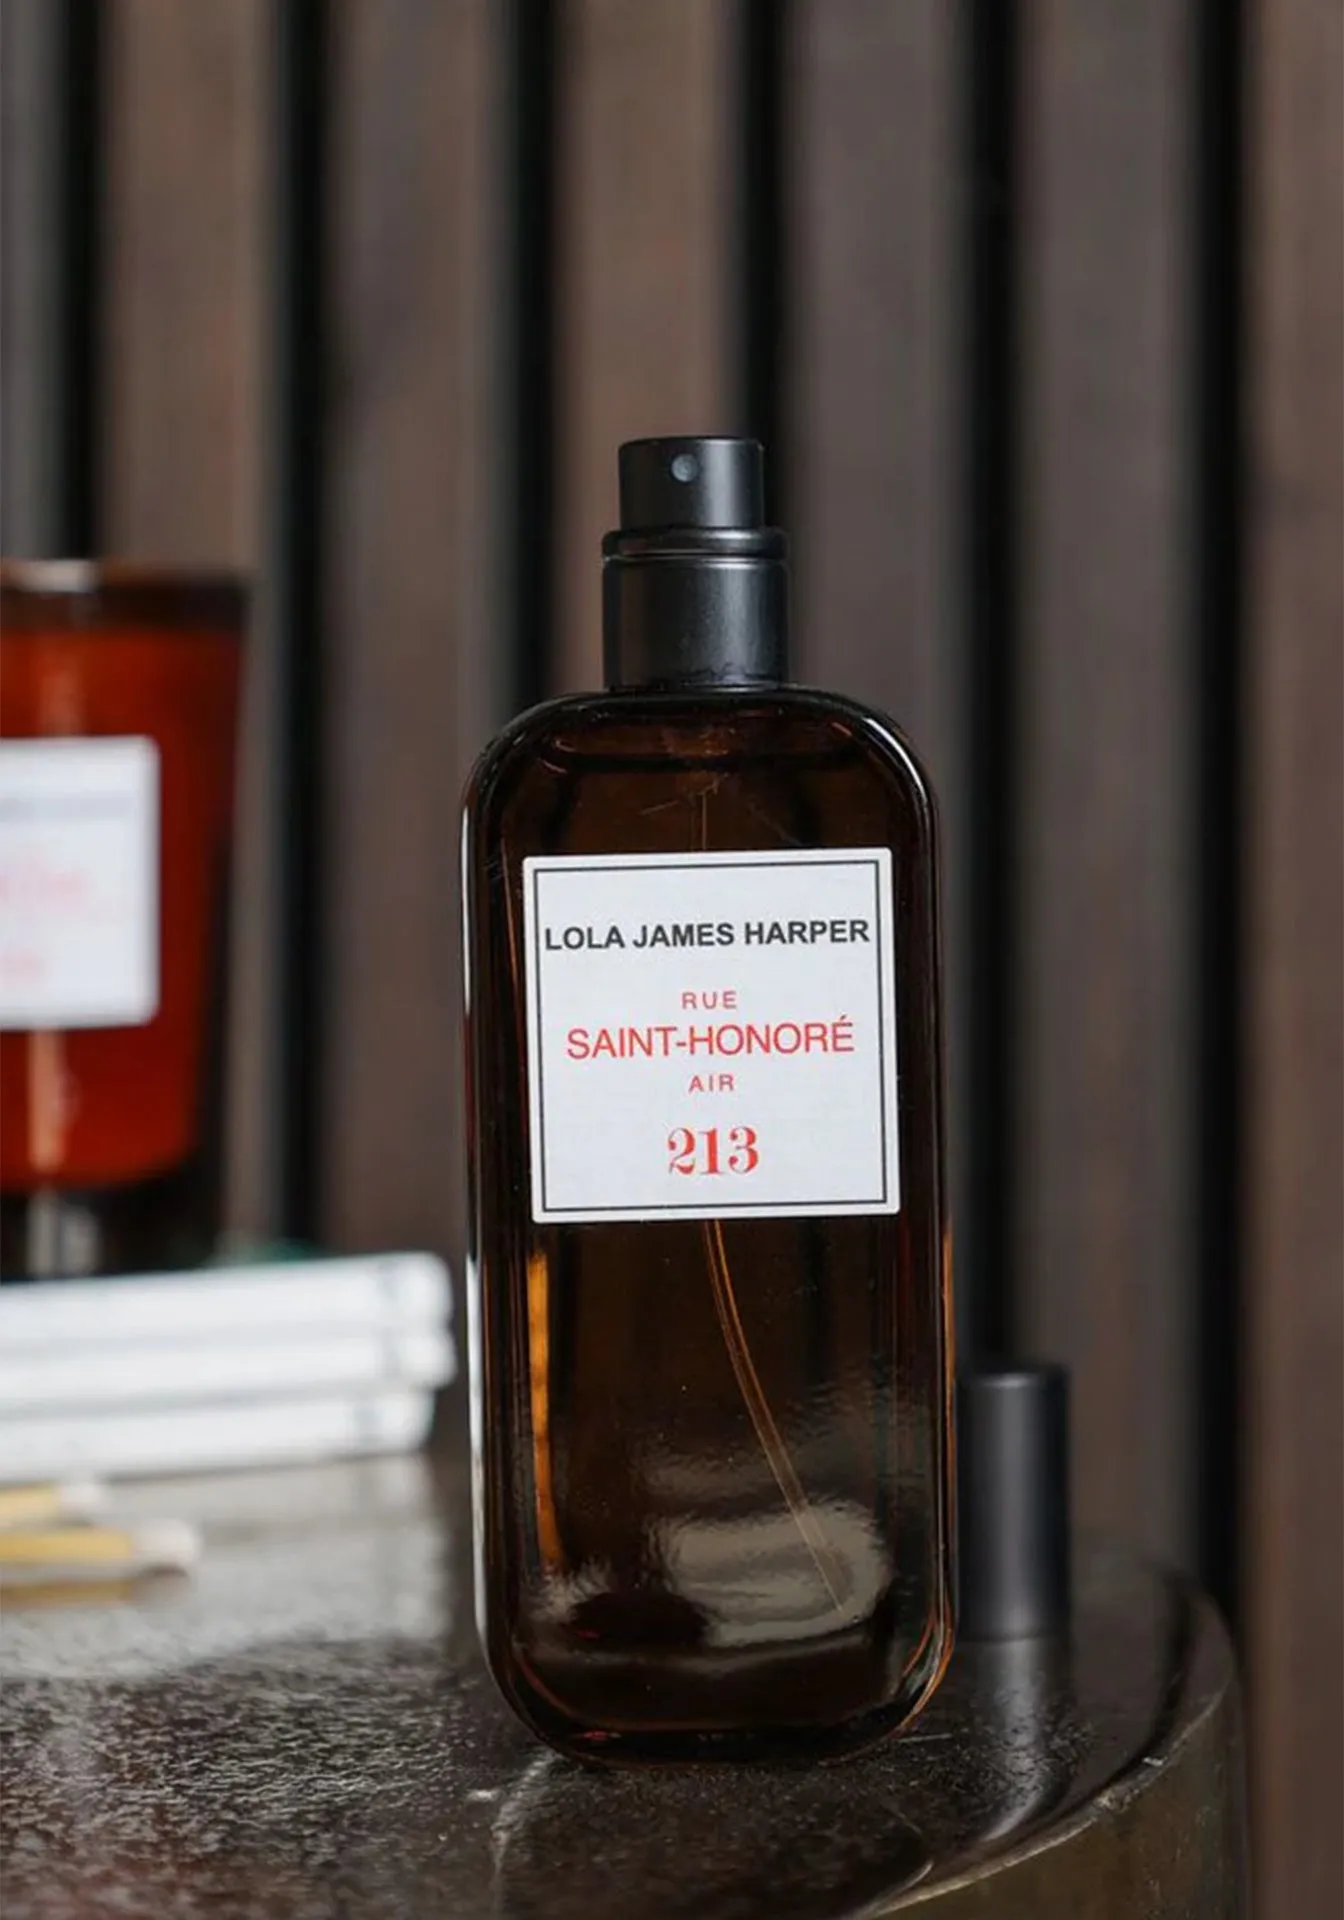 LOLA JAMES HARPER
RUE
SAINT-HONORÉ
AIR
213